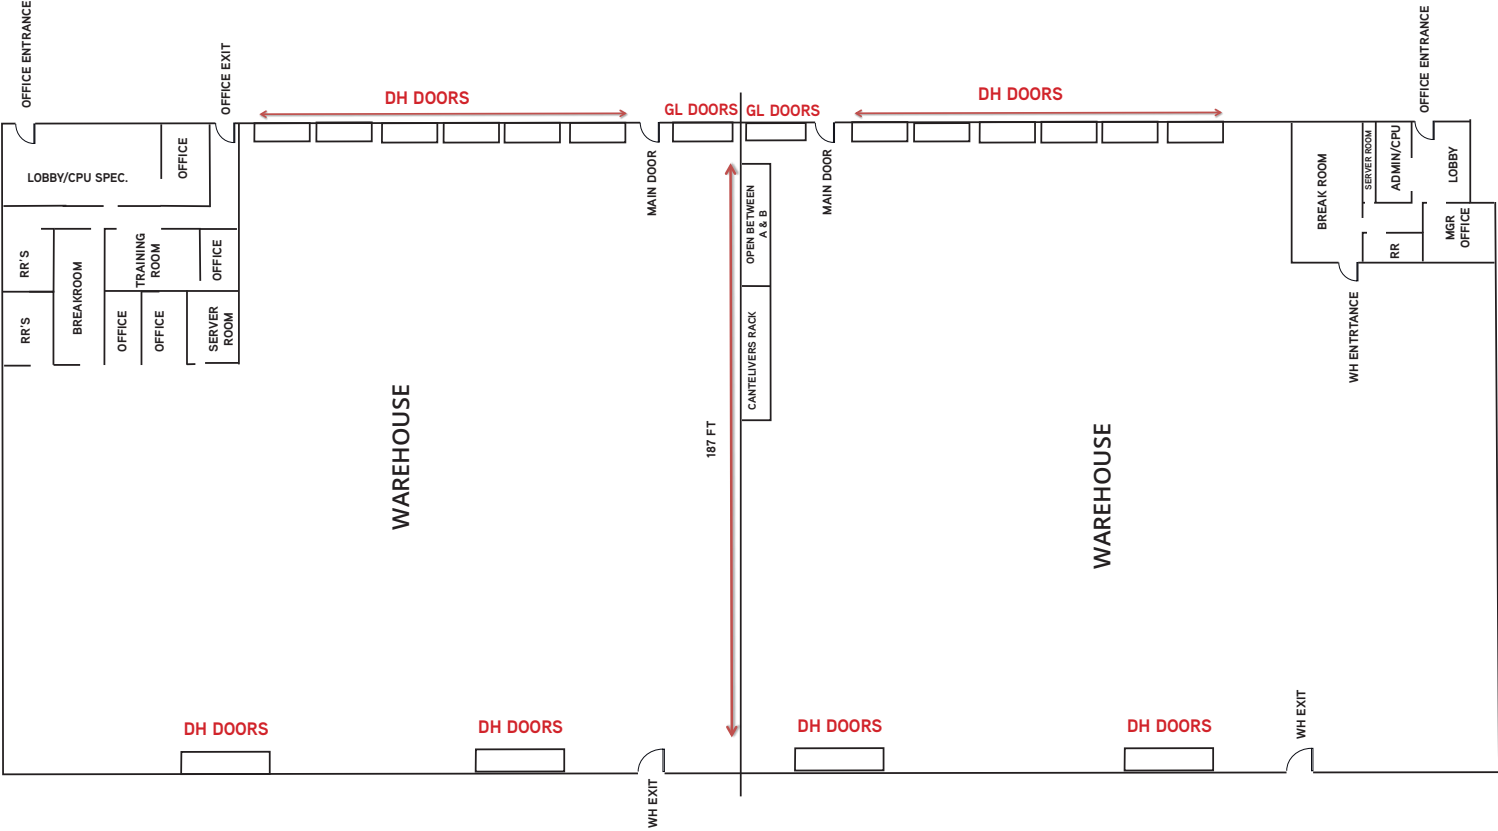 OFFICE ENTRANCE
OFFICE EXIT
DH DOORS
GL DOORS
GL DOORS
DH DOORS
OFFICE ENTRANCE
LOBBY/CPU SPEC.
OFFICE
MAIN DOOR
OPEN BETWEEN
A & B
MAIN DOOR
BREAK ROOM
SERVER ROOM
ADMIN/CPU
LOBBY
RR'S
BREAKROOM
TRAINING
ROOM
OFFICE
RR
MGR
OFFICE
RR'S
OFFICE
OFFICE
SERVER
ROOM
CANTELIVERS RACK
WH ENTRTANCE
WAREHOUSE
187 FT
WAREHOUSE
DH DOORS
DH DOORS
DH DOORS
DH DOORS
WH EXIT
WH EXIT